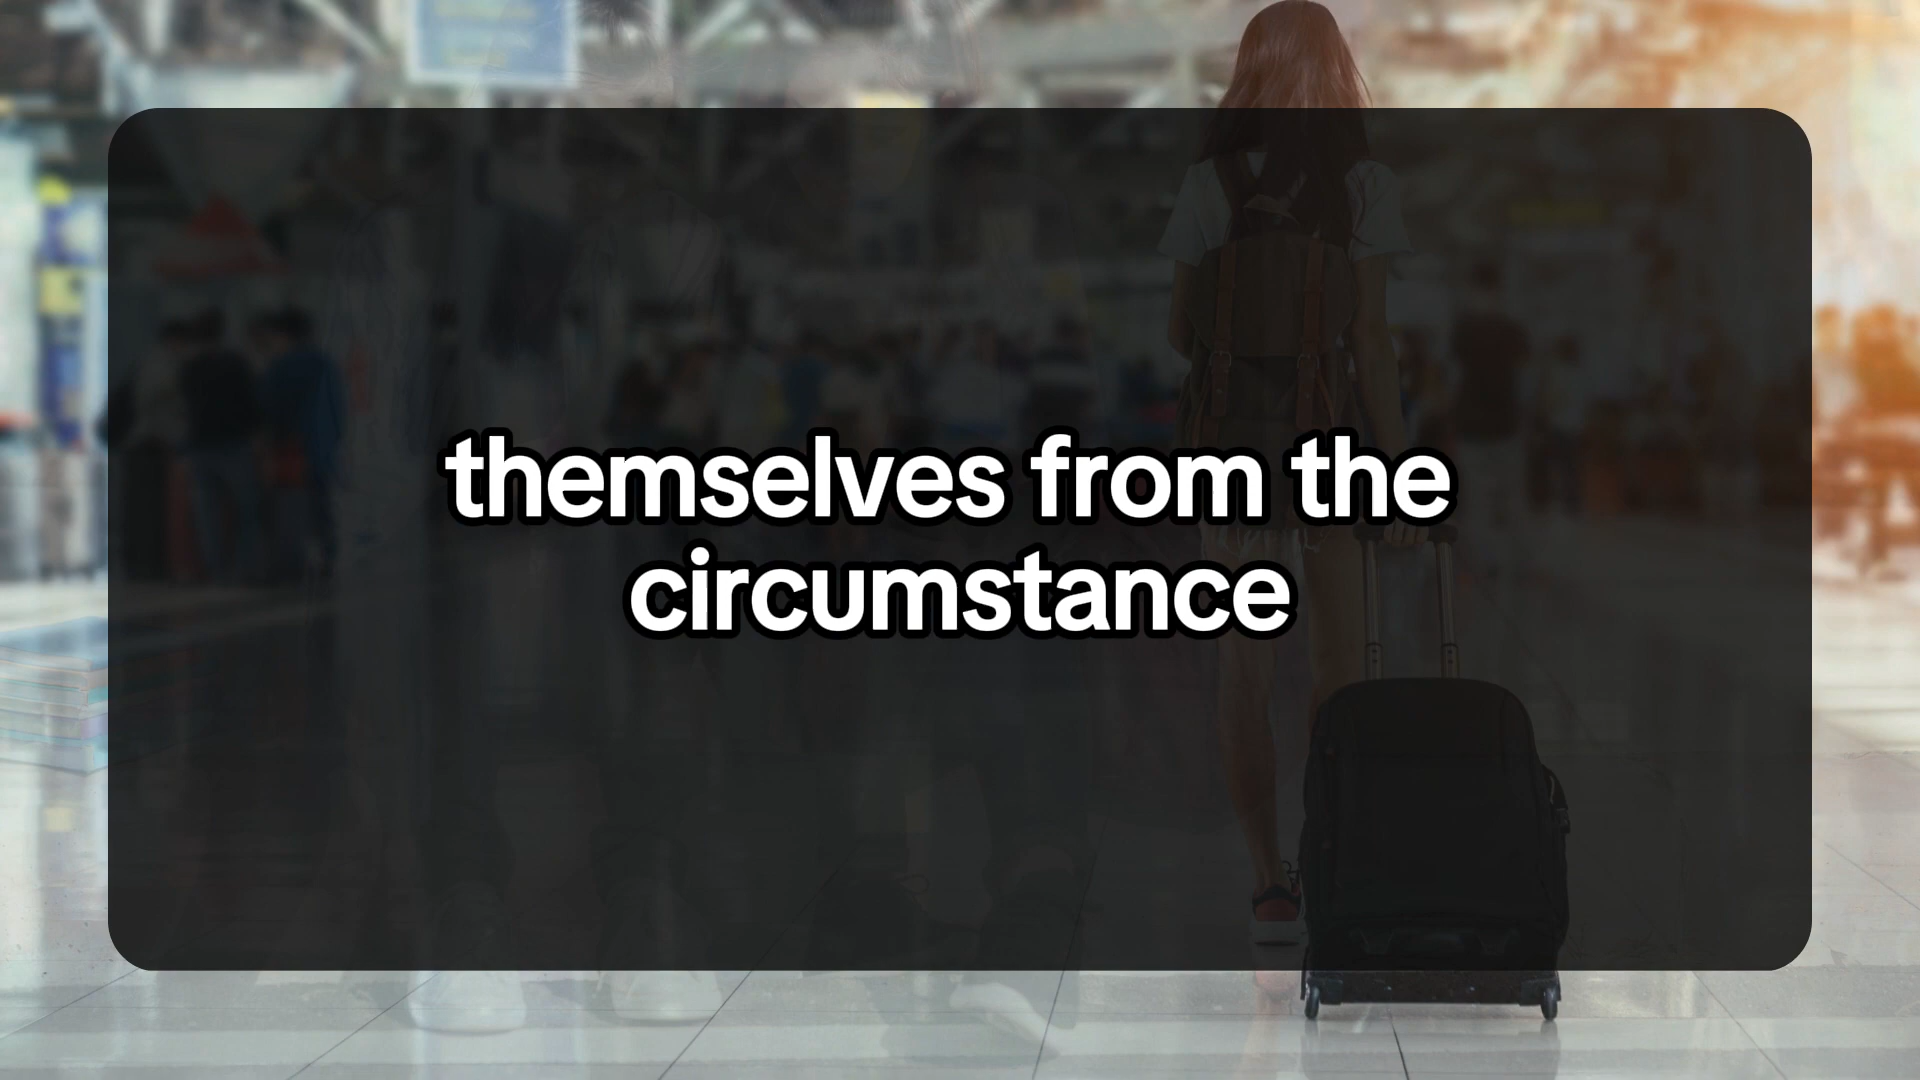 themselves from the
circumstance